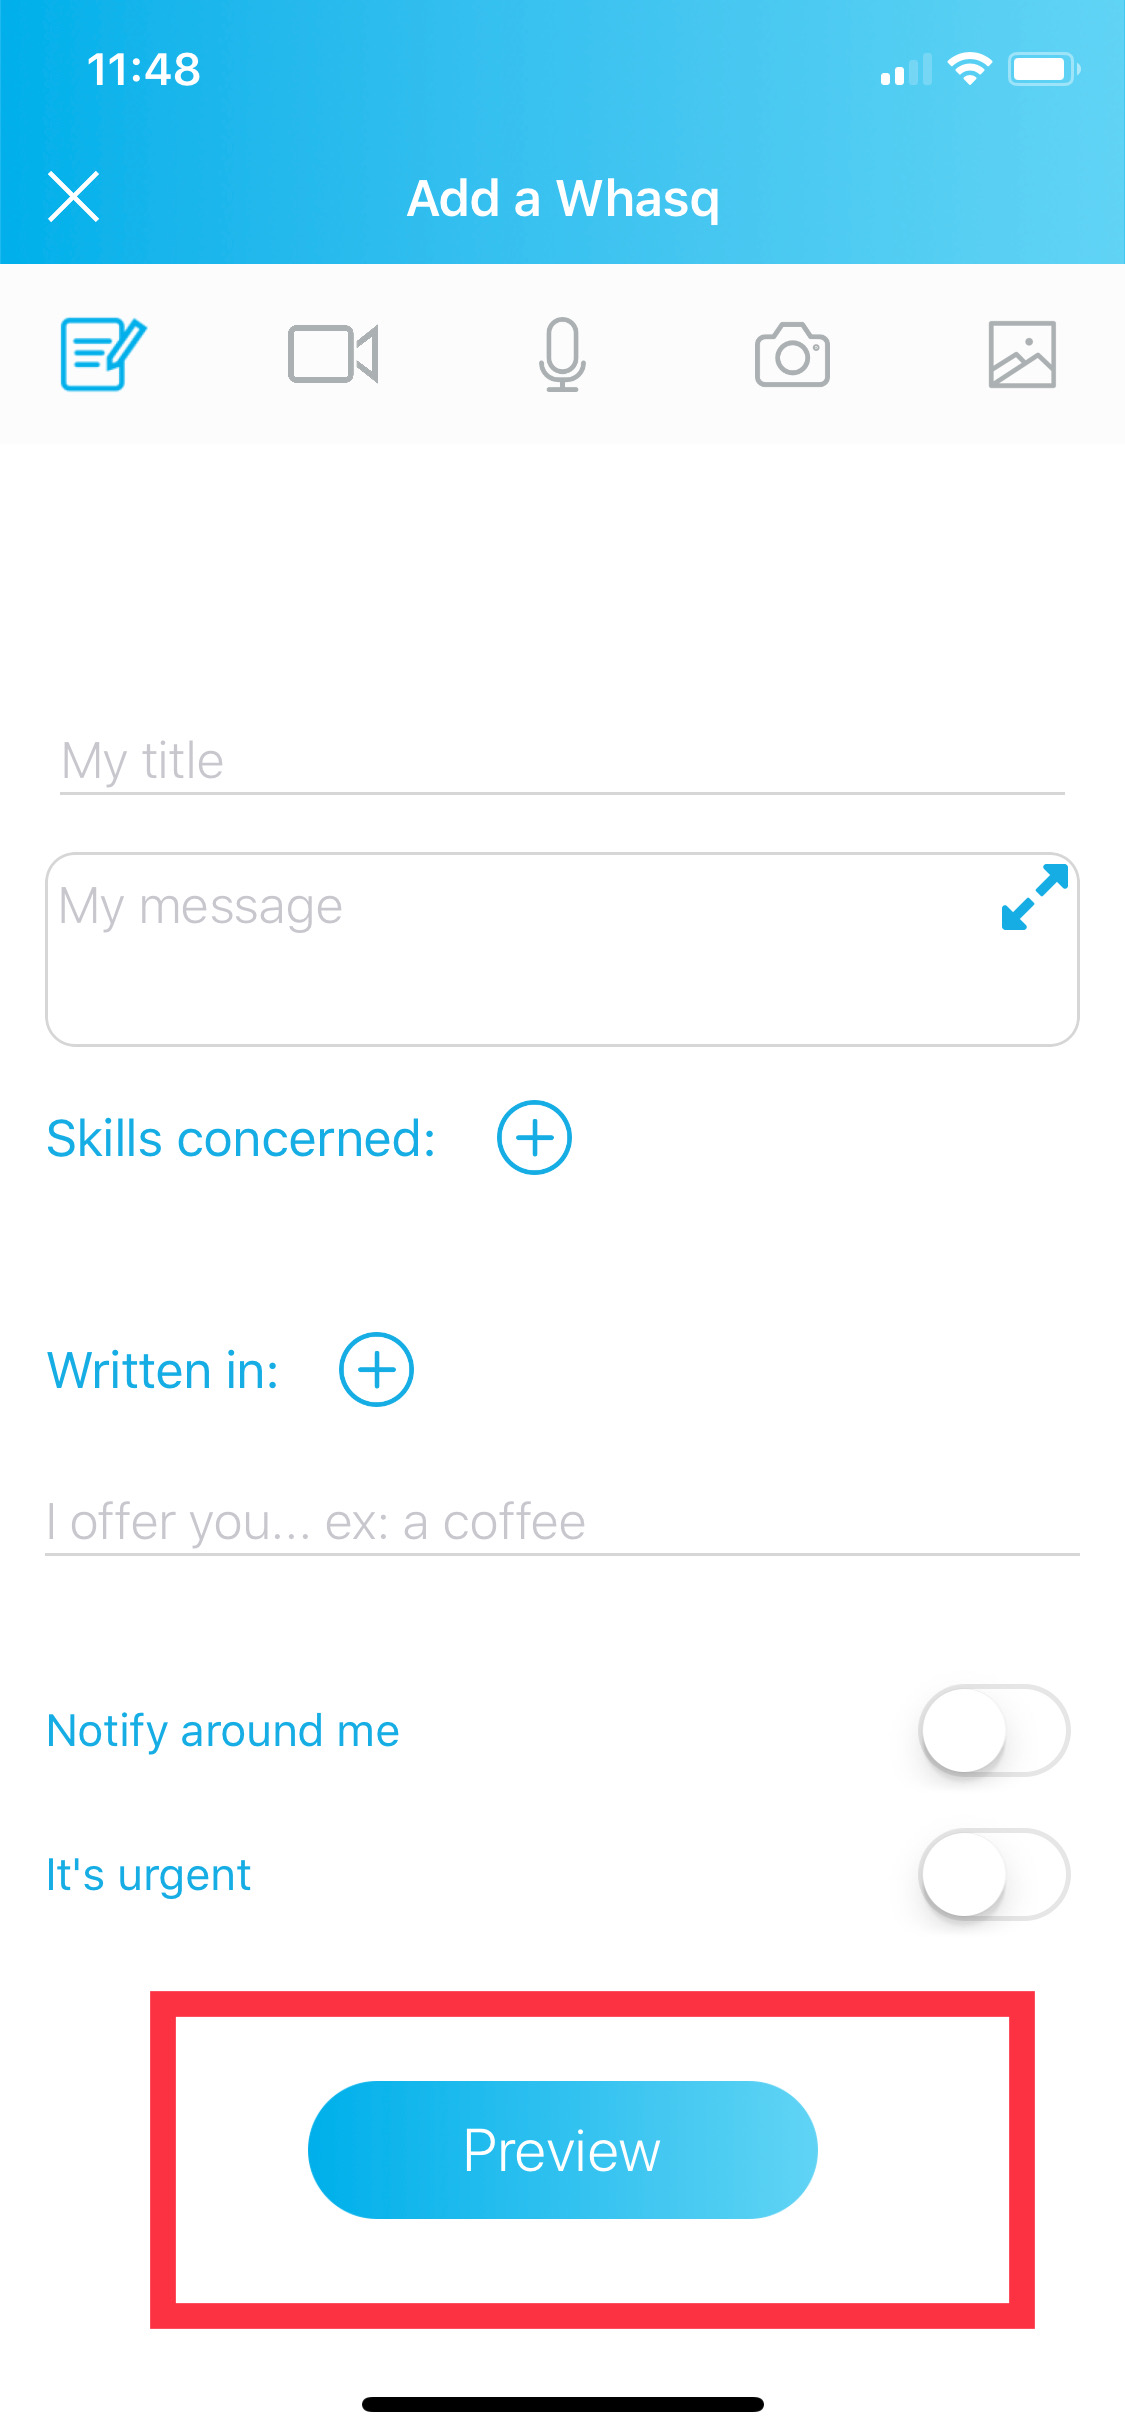 11:48
Add a Whasq
My title
My message
Skills concerned:
Written in:
I offer you... ex: a coffee
Notify around me
It's urgent
Preview